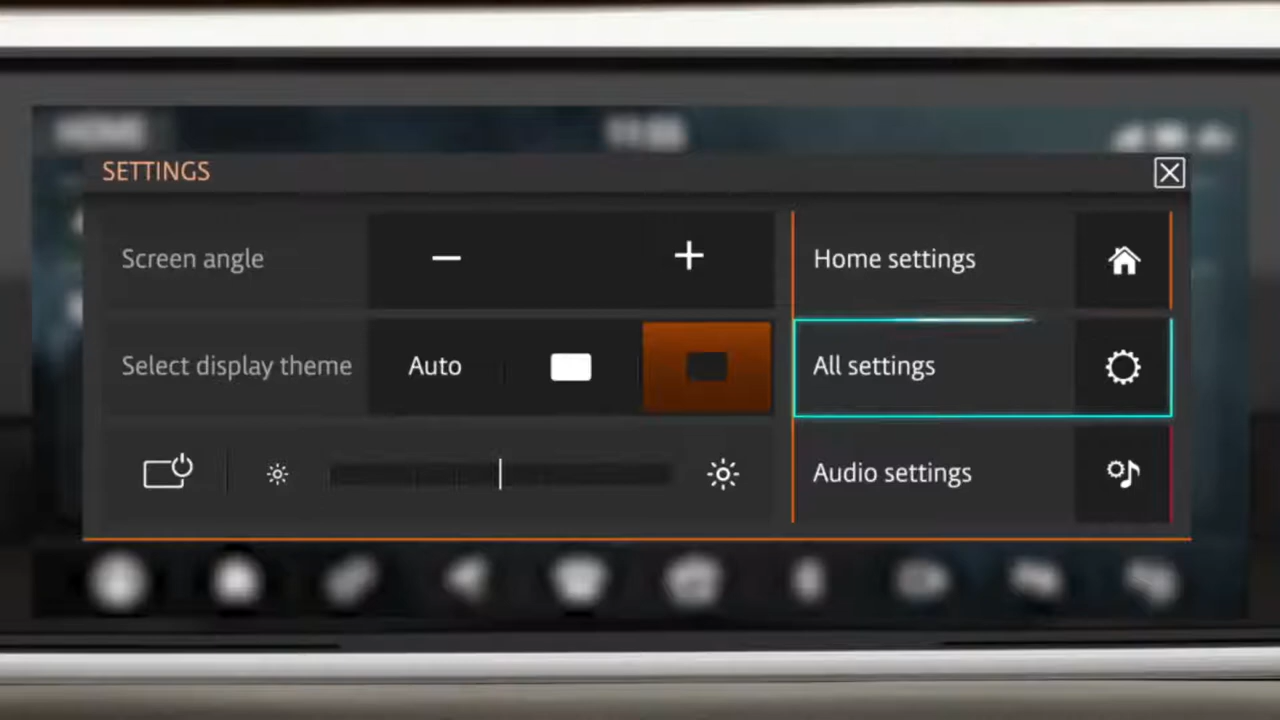 SETTINGS
Screen angle
Home settings
Select display theme
Auto
All settings
Audio settings